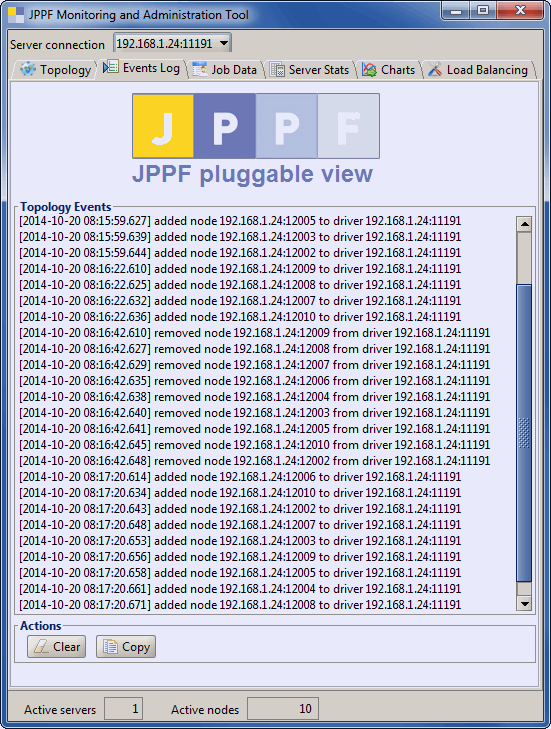 JPPF Monitoring and Administration Tool
Server connection 192.168.1.24:11191
Topology Events Log Job Data Server Stats Charts Load Balancing
J P P F
JPPF pluggable view
Topology Events
[2014-10-20 08:15:59.627] added node 192.168.1.24:12005 to driver 192.168.1.24:11191
[2014-10-20 08:15:59.639] added node 192.168.1.24:12003 to driver 192.168.1.24:11191
[2014-10-20 08:15:59.644] added node 192.168.1.24:12002 to driver 192.168.1.24:11191
[2014-10-20 08:16:22.610] added node 192.168.1.24:12009 to driver 192.168.1.24:11191
[2014-10-20 08:16:22.625] added node 192.168.1.24:12008 to driver 192.168.1.24:11191
[2014-10-20 08:16:22.632] added node 192.168.1.24:12007 to driver 192.168.1.24:11191
[2014-10-20 08:16:22.636] added node 192.168.1.24:12010 to driver 192.168.1.24:11191
[2014-10-20 08:16:42.610] removed node 192.168.1.24:12009 from driver 192.168.1.24:11191
[2014-10-20 08:16:42.627] removed node 192.168.1.24:12008 from driver 192.168.1.24:11191
[2014-10-20 08:16:42.629] removed node 192.168.1.24:12007 from driver 192.168.1.24:11191
[2014-10-20 08:16:42.635] removed node 192.168.1.24:12006 from driver 192.168.1.24:11191
[2014-10-20 08:16:42.638] removed node 192.168.1.24:12004 from driver 192.168.1.24:11191
[2014-10-20 08:16:42.640] removed node 192.168.1.24:12003 from driver 192.168.1.24:11191
[2014-10-20 08:16:42.641] removed node 192.168.1.24:12005 from driver 192.168.1.24:11191
[2014-10-20 08:16:42.645] removed node 192.168.1.24:12010 from driver 192.168.1.24:11191
[2014-10-20 08:16:42.648] removed node 192.168.1.24:12002 from driver 192.168.1.24:11191
[2014-10-20 08:17:20.614] added node 192.168.1.24:12006 to driver 192.168.1.24:11191
[2014-10-20 08:17:20.634] added node 192.168.1.24:12010 to driver 192.168.1.24:11191
[2014-10-20 08:17:20.643] added node 192.168.1.24:12002 to driver 192.168.1.24:11191
[2014-10-20 08:17:20.648] added node 192.168.1.24:12007 to driver 192.168.1.24:11191
[2014-10-20 08:17:20.653] added node 192.168.1.24:12003 to driver 192.168.1.24:11191
[2014-10-20 08:17:20.656] added node 192.168.1.24:12009 to driver 192.168.1.24:11191
[2014-10-20 08:17:20.658] added node 192.168.1.24:12005 to driver 192.168.1.24:11191
[2014-10-20 08:17:20.661] added node 192.168.1.24:12004 to driver 192.168.1.24:11191
[2014-10-20 08:17:20.671] added node 192.168.1.24:12008 to driver 192.168.1.24:11191
Actions
Clear Copy
Active servers 1 Active nodes 10